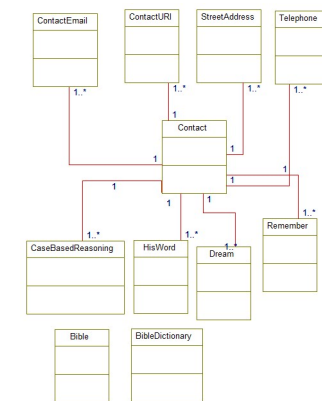 ContactEmail
ContactURI
StreetAddress
Telephone
1..*
1..*
1..*
1..*
1
Contact
1
1
1
1
1
1
1
1
1..*
1..*
1..*
1..*
CaseBasedReasoning
HisWord
Dream
Remember
Bible
BibleDictionary